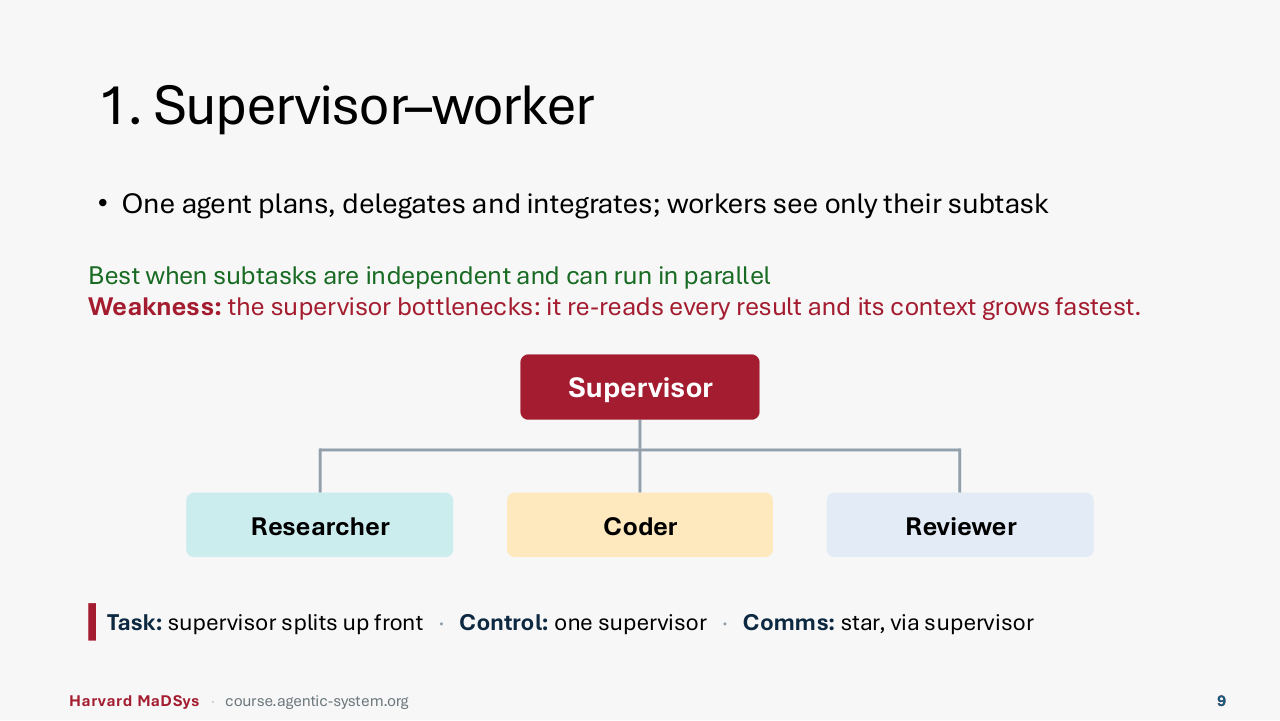 1. Supervisor–worker
• One agent plans, delegates and integrates; workers see only their subtask
Best when subtasks are independent and can run in parallel
Weakness: the supervisor bottlenecks: it re-reads every result and its context grows fastest.
Supervisor
Researcher
Coder
Reviewer
Task: supervisor splits up front · Control: one supervisor · Comms: star, via supervisor
Harvard MaDSys · course.agentic-system.org
9